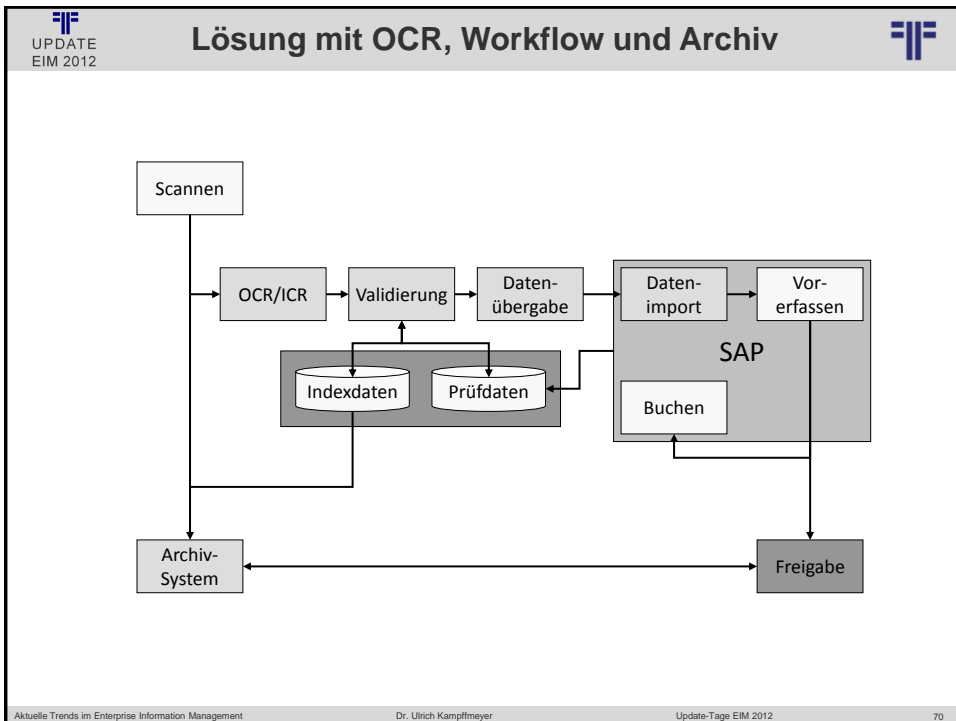 UPDATE
EIM 2012
Lösung mit OCR, Workflow und Archiv
Scannen
OCR/ICR
Validierung
Daten-
übergabe
Daten-
import
Vor-
erfassen
SAP
Indexdaten
Prüfdaten
Buchen
Archiv-
System
Freigabe
Aktuelle Trends im Enterprise Information Management
Dr. Ulrich Kampffmeyer
Update-Tage EIM 2012
70